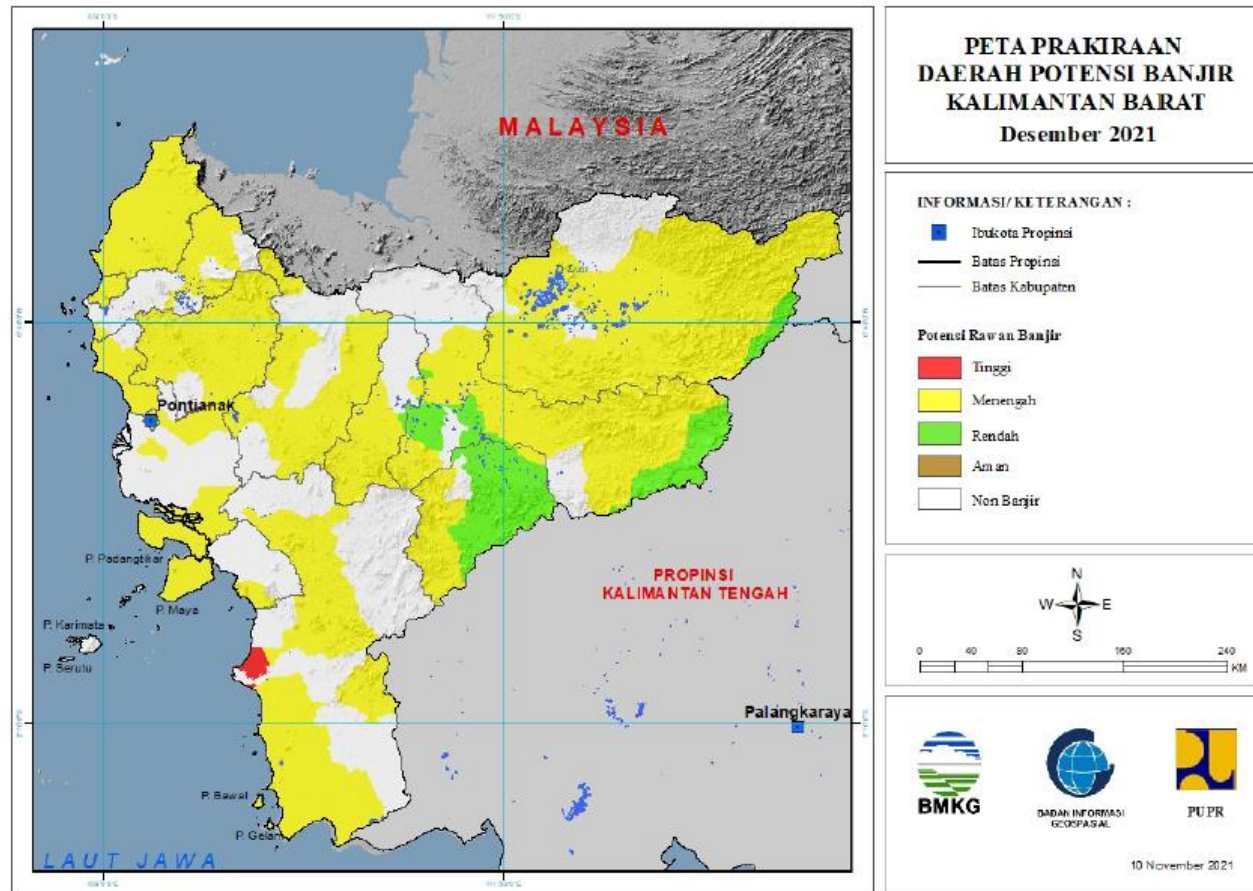 MALAYSIA
D. Luar
Pontianak
P. Padangtikar
P. Maya
P. Karimata
P. Serutu
PROPINSI
KALIMANTAN TENGAH
Palangkaraya
P. Bawal
P. Gelam
LAUT JAWA
PETA PRAKIRAAN
DAERAH POTENSI BANJIR
KALIMANTAN BARAT
Desember 2021
INFORMASI/ KETERANGAN :
Ibukota Propinsi
Batas Propinsi
Batas Kabupaten
Potensi Rawan Banjir
Tinggi
Menengah
Rendah
Aman
Non Banjir
N
W E
S
0 40 80 160 240
KM
BMKG
BADAN INFORMASI
GEOSPASIAL
PUPR
10 November 2021